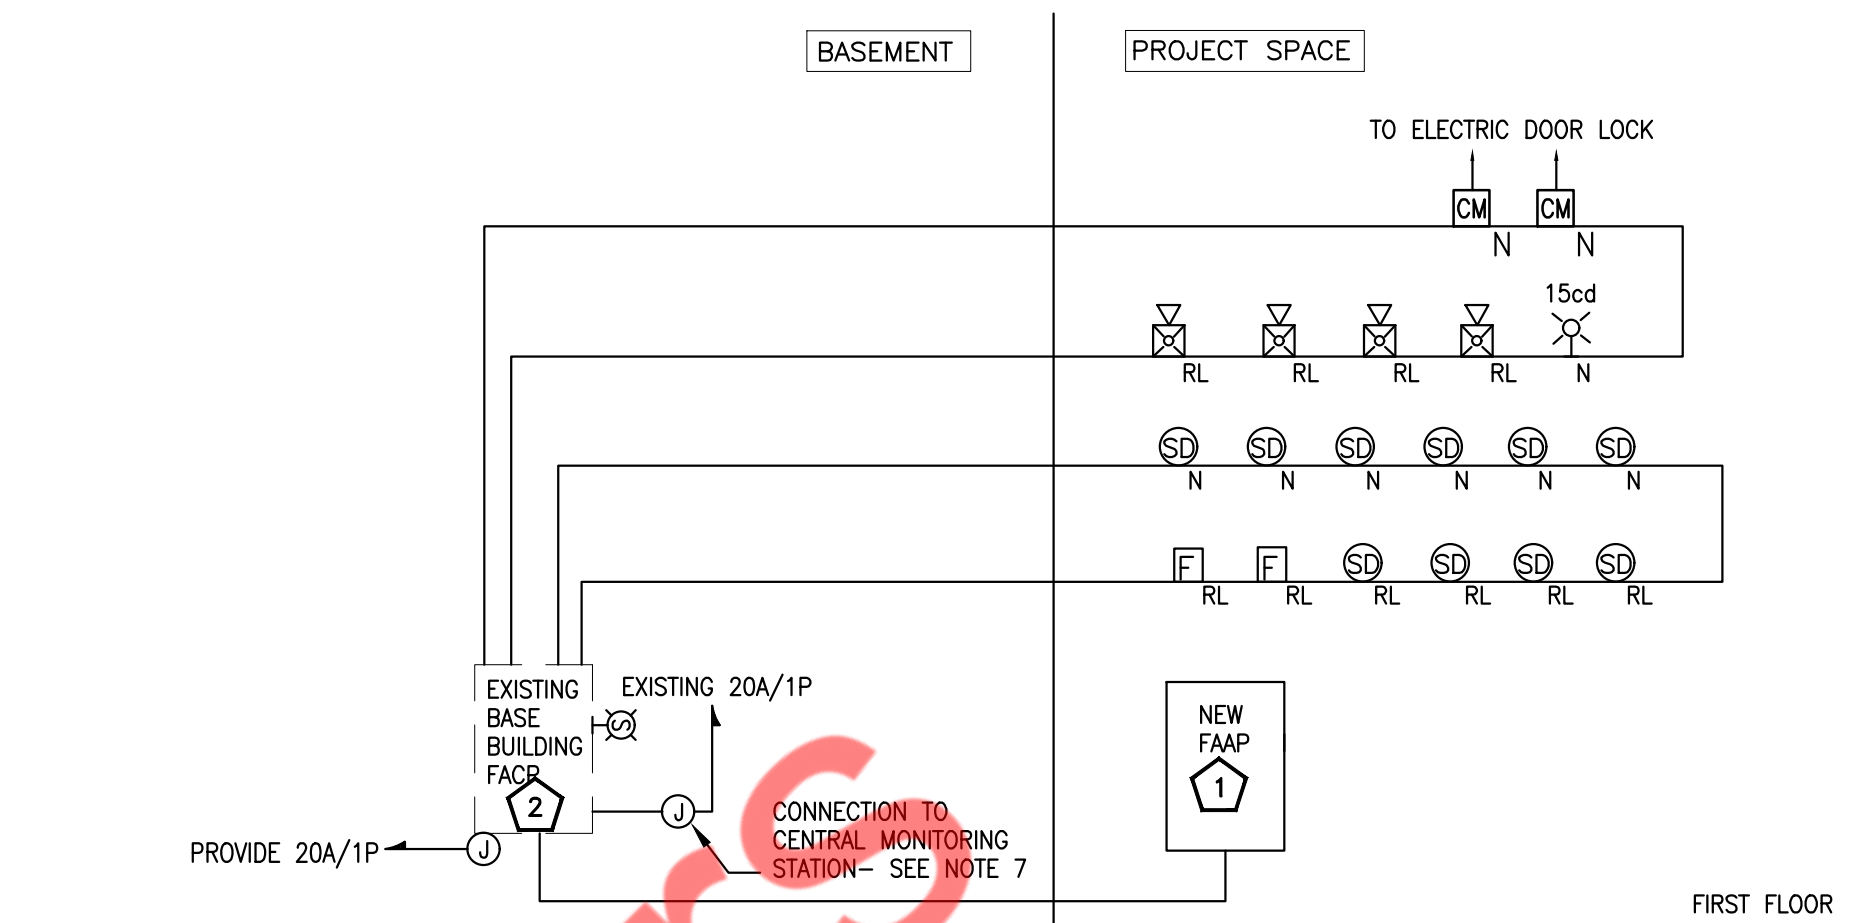 BASEMENT
PROJECT SPACE
TO ELECTRIC DOOR LOCK
CM CM
N N
15cd
RL RL RL RL N
SD SD SD SD SD SD
N N N N N N
F F SD SD SD SD
RL RL RL RL RL RL
EXISTING
BASE
BUILDING
FACP
2
S
EXISTING 20A/1P
J
CONNECTION TO
CENTRAL MONITORING
STATION- SEE NOTE 7
PROVIDE 20A/1P
J
NEW
FAAP
1
FIRST FLOOR